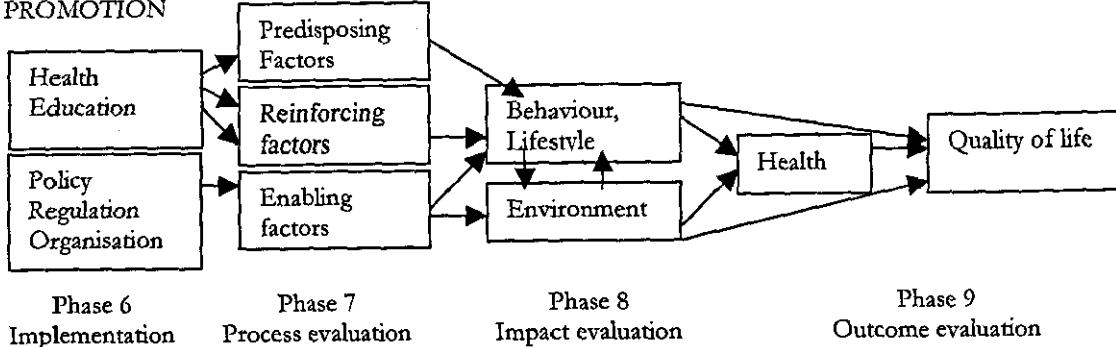 PROMOTION
Health
Education
Policy
Regulation
Organisation
Predisposing
Factors
Reinforcing
factors
Enabling
factors
Behaviour,
Lifestyle
Environment
Health
Quality of life
Phase 6
Implementation
Phase 7
Process evaluation
Phase 8
Impact evaluation
Phase 9
Outcome evaluation